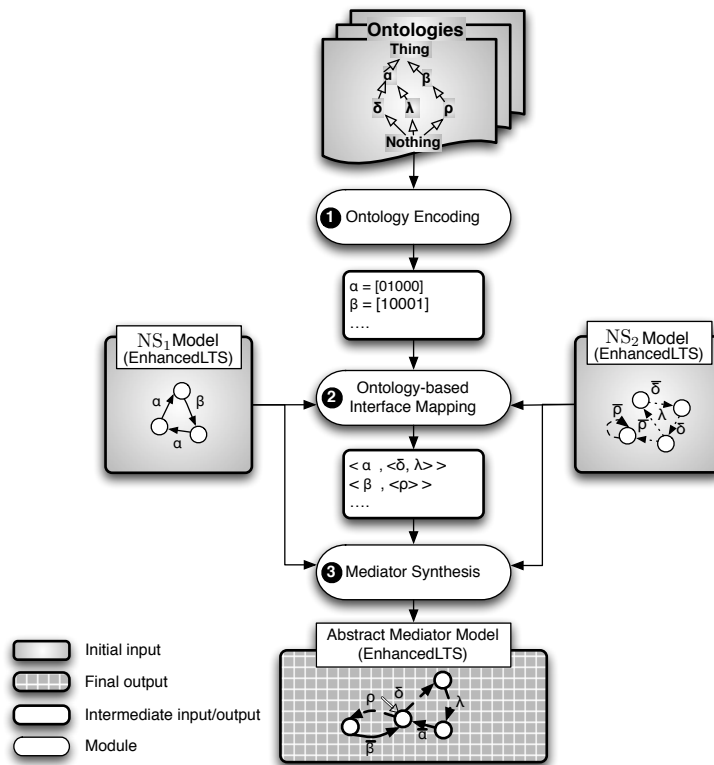 Ontologies
Thing
α β
δ λ ρ
Nothing
1 Ontology Encoding
α = [01000]
β = [10001]
....
NS₁ Model
(EnhancedLTS)
α β
α
NS₂ Model
(EnhancedLTS)
δ̅
ρ̅ ρ̅ λ δ̅
2 Ontology-based
Interface Mapping
< α , <δ, λ> >
< β , <ρ> >
....
3 Mediator Synthesis
Abstract Mediator Model
(EnhancedLTS)
ρ δ λ
β̅ α̅
Initial input
Final output
Intermediate input/output
Module